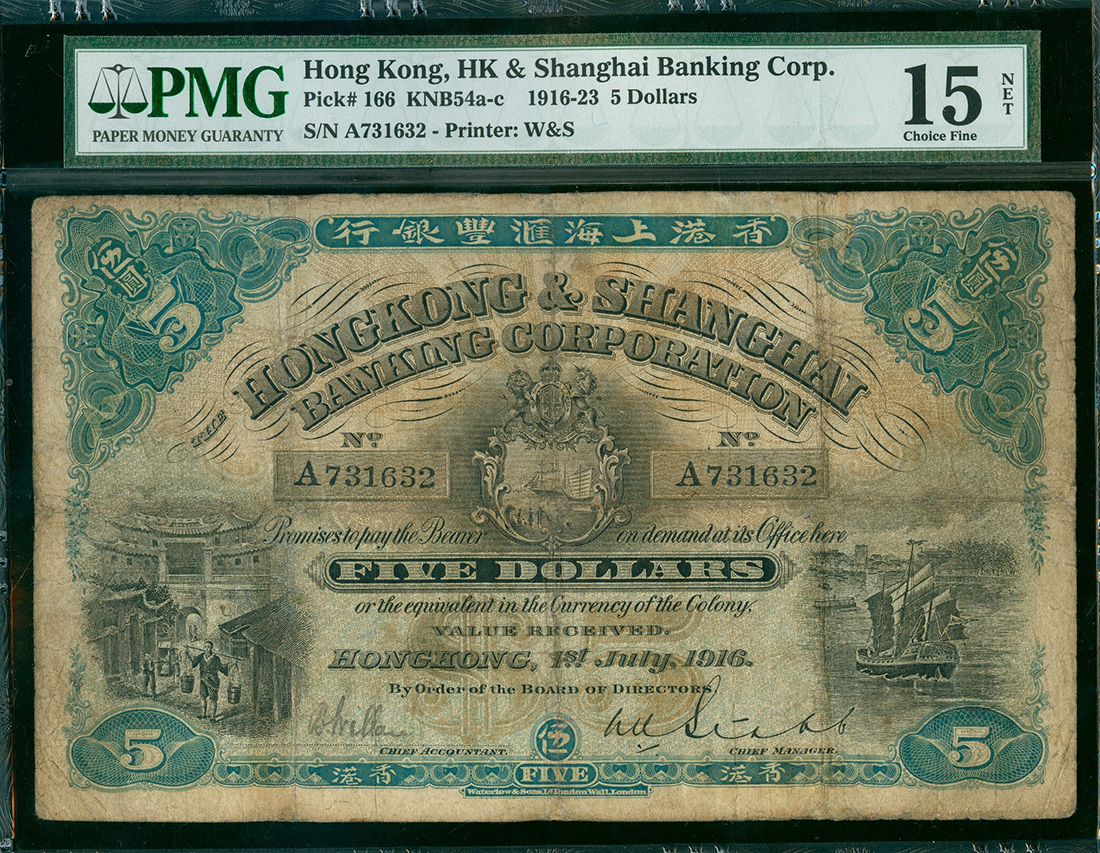 PMG
PAPER MONEY GUARANTY
Hong Kong, HK & Shanghai Banking Corp.
Pick# 166 KNB54a-c 1916-23 5 Dollars
S/N A731632 - Printer: W&S
15 NET
Choice Fine
行銀豐滙海上港香
伍圓
5
伍圓
5
THE HONGKONG & SHANGHAI
BANKING CORPORATION
Nº
Nº
A731632
A731632
Promises to pay the Bearer on demand at its Office here
FIVE DOLLARS
or the equivalent in the Currency of the Colony,
VALUE RECEIVED.
HONGKONG, 1st July, 1916.
By Order of the BOARD OF DIRECTORS,
CHIEF ACCOUNTANT.
CHIEF MANAGER.
5
伍
5
港香
FIVE
港香
Waterlow & Sons, Ld London Wall, London